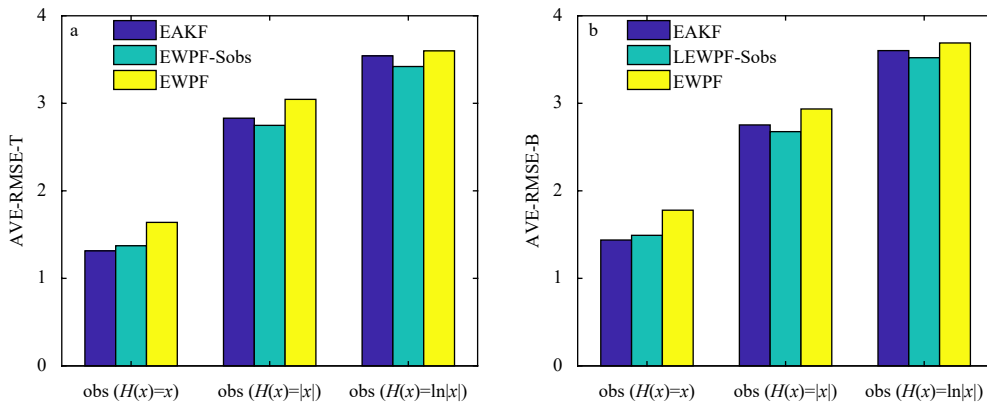 a
EAKF
EWPF-Sobs
EWPF
AVE-RMSE-T
4
3
2
1
0
obs (H(x)=x)
obs (H(x)=|x|)
obs (H(x)=ln|x|)
b
EAKF
LEWPF-Sobs
EWPF
AVE-RMSE-B
4
3
2
1
0
obs (H(x)=x)
obs (H(x)=|x|)
obs (H(x)=ln|x|)